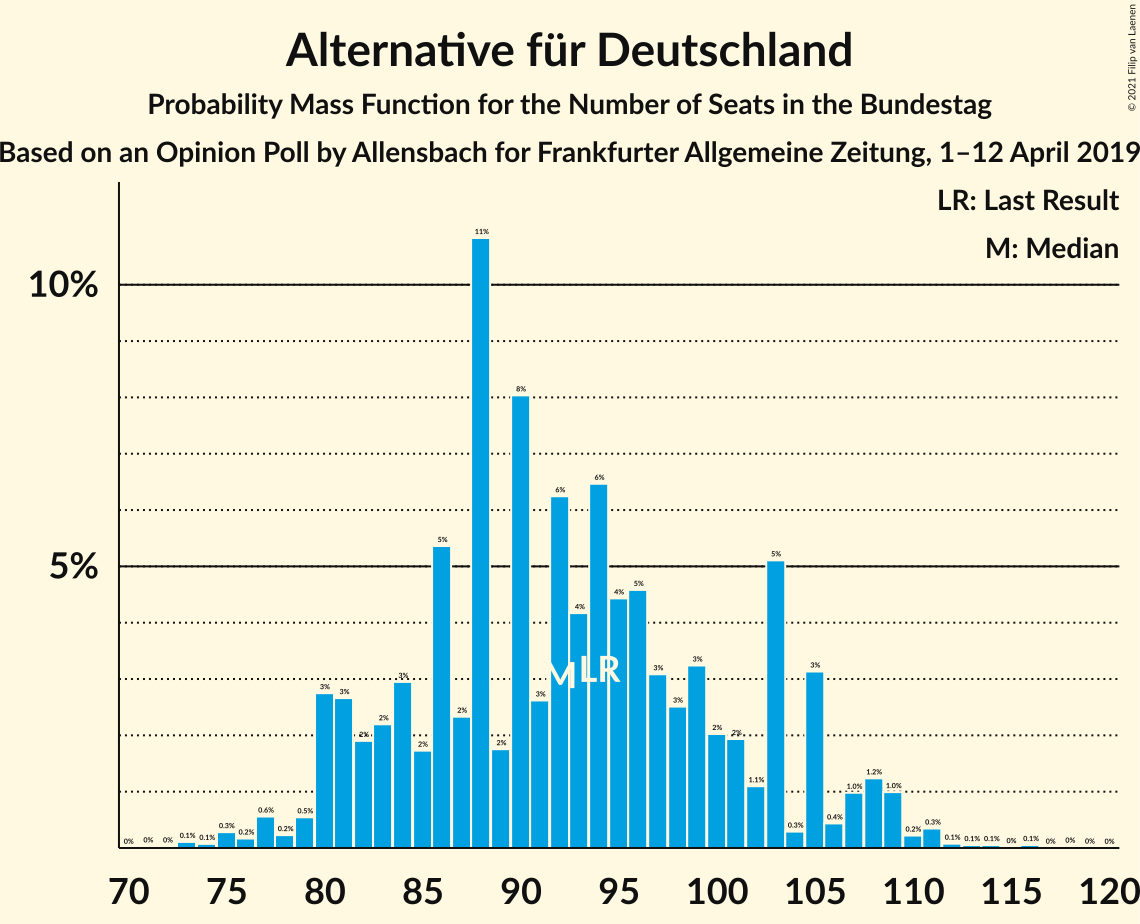 © 2021 Filip van Laenen
Alternative für Deutschland
Probability Mass Function for the Number of Seats in the Bundestag
Based on an Opinion Poll by Allensbach for Frankfurter Allgemeine Zeitung, 1–12 April 2019
LR: Last Result
M: Median
10%
5%
0% 0% 0% 0.1% 0.1% 0.3% 0.2% 0.6% 0.2% 0.5% 3% 3% 2% 2% 3% 2% 5% 2% 11% 2% 8% 3% 6% 4% 6% 4% 5% 3% 3% 3% 2% 2% 1.1% 5% 0.3% 3% 0.4% 1.0% 1.2% 1.0% 0.2% 0.3% 0.1% 0.1% 0.1% 0% 0.1% 0% 0% 0% 0%
M LR
70 75 80 85 90 95 100 105 110 115 120